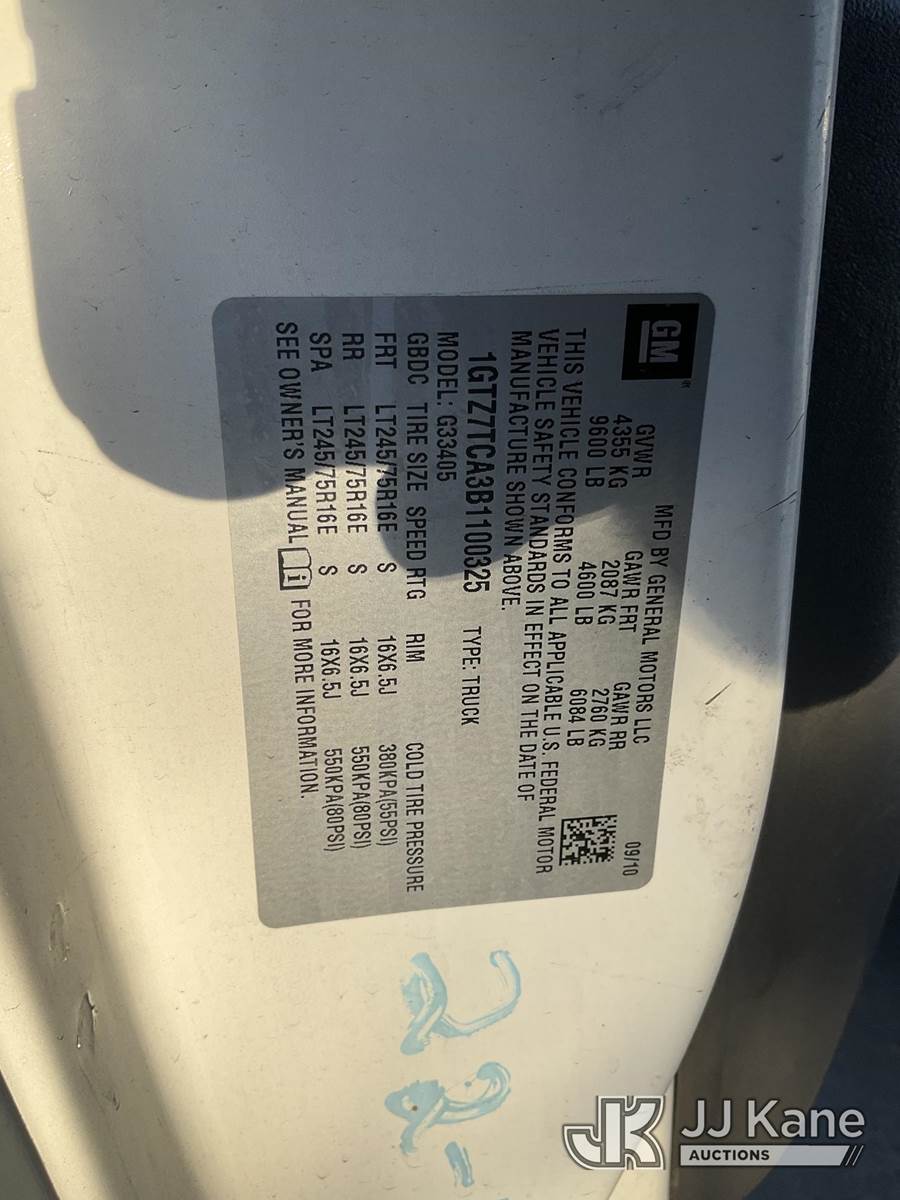 GM
MFD BY GENERAL MOTORS LLC 09/10
GVWR GAWR FRT GAWR RR
4355 KG 2087 KG 2760 KG
9600 LB 4600 LB 6084 LB
THIS VEHICLE CONFORMS TO ALL APPLICABLE U.S. FEDERAL MOTOR
VEHICLE SAFETY STANDARDS IN EFFECT ON THE DATE OF
MANUFACTURE SHOWN ABOVE.
1GTZ7TCA3B1100325 TYPE: TRUCK
MODEL: G33405
GBDC TIRE SIZE SPEED RTG RIM COLD TIRE PRESSURE
FRT LT245/75R16E S 16X6.5J 380KPA(55PSI)
RR LT245/75R16E S 16X6.5J 550KPA(80PSI)
SPA LT245/75R16E S 16X6.5J 550KPA(80PSI)
SEE OWNER'S MANUAL i FOR MORE INFORMATION.
JK JJ Kane
AUCTIONS